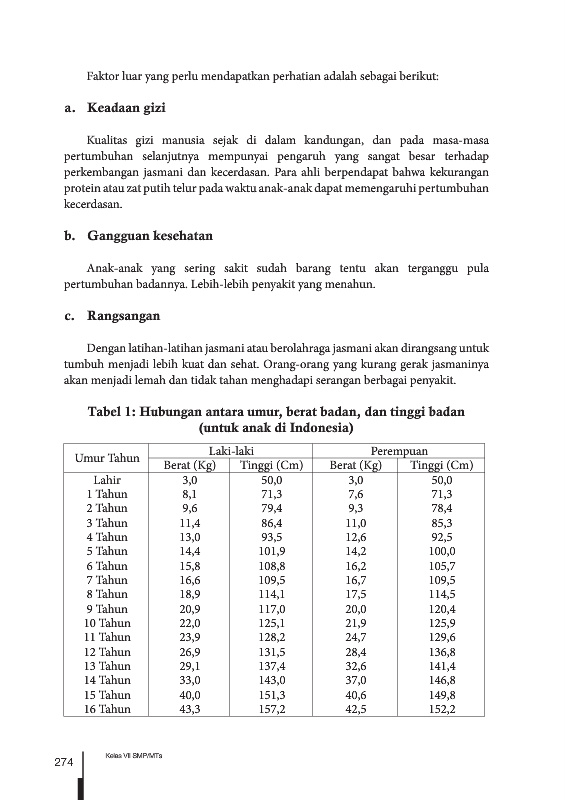 Faktor luar yang perlu mendapatkan perhatian adalah sebagai berikut:
a. Keadaan gizi
Kualitas gizi manusia sejak di dalam kandungan, dan pada masa-masa
pertumbuhan selanjutnya mempunyai pengaruh yang sangat besar terhadap
perkembangan jasmani dan kecerdasan. Para ahli berpendapat bahwa kekurangan
protein atau zat putih telur pada waktu anak-anak dapat memengaruhi pertumbuhan
kecerdasan.
b. Gangguan kesehatan
Anak-anak yang sering sakit sudah barang tentu akan terganggu pula
pertumbuhan badannya. Lebih-lebih penyakit yang menahun.
c. Rangsangan
Dengan latihan-latihan jasmani atau berolahraga jasmani akan dirangsang untuk
tumbuh menjadi lebih kuat dan sehat. Orang-orang yang kurang gerak jasmaninya
akan menjadi lemah dan tidak tahan menghadapi serangan berbagai penyakit.
Tabel 1: Hubungan antara umur, berat badan, dan tinggi badan
(untuk anak di Indonesia)
Umur Tahun Laki-laki Perempuan
Berat (Kg) Tinggi (Cm) Berat (Kg) Tinggi (Cm)
Lahir 3,0 50,0 3,0 50,0
1 Tahun 8,1 71,3 7,6 71,3
2 Tahun 9,6 79,4 9,3 78,4
3 Tahun 11,4 86,4 11,0 85,3
4 Tahun 13,0 93,5 12,6 92,5
5 Tahun 14,4 101,9 14,2 100,0
6 Tahun 15,8 108,8 16,2 105,7
7 Tahun 16,6 109,5 16,7 109,5
8 Tahun 18,9 114,1 17,5 114,5
9 Tahun 20,9 117,0 20,0 120,4
10 Tahun 22,0 125,1 21,9 125,9
11 Tahun 23,9 128,2 24,7 129,6
12 Tahun 26,9 131,5 28,4 136,8
13 Tahun 29,1 137,4 32,6 141,4
14 Tahun 33,0 143,0 37,0 146,8
15 Tahun 40,0 151,3 40,6 149,8
16 Tahun 43,3 157,2 42,5 152,2
274 Kelas VII SMP/MTs